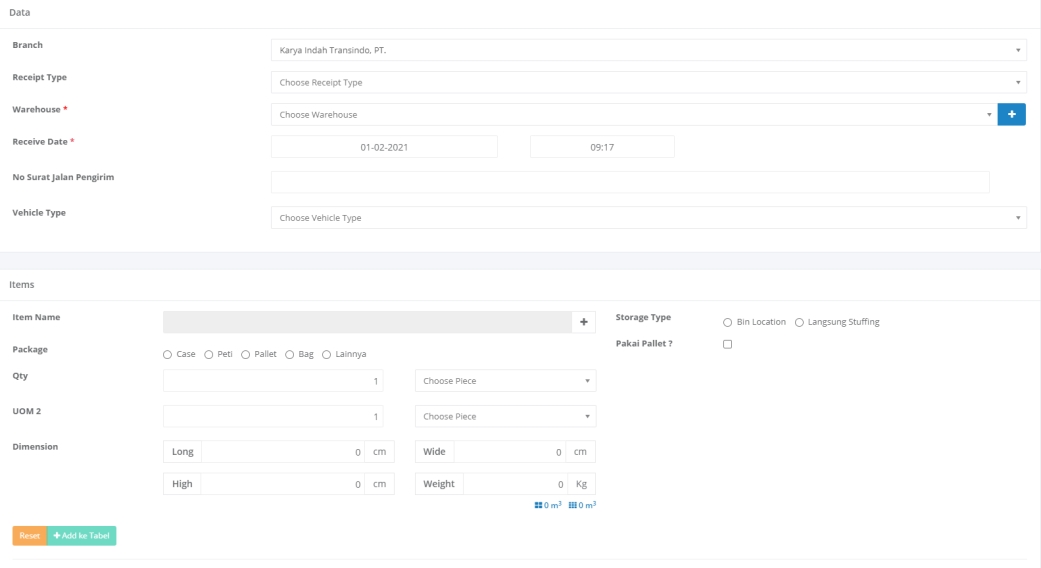 Data
Branch
Karya Indah Transindo, PT.
Receipt Type
Choose Receipt Type
Warehouse *
Choose Warehouse
+
Receive Date *
01-02-2021 09:17
No Surat Jalan Pengirim
Vehicle Type
Choose Vehicle Type
Items
Item Name
+
Package
Case Peti Pallet Bag Lainnya
Qty
1 Choose Piece
UOM 2
1 Choose Piece
Dimension
Long 0 cm Wide 0 cm
High 0 cm Weight 0 Kg
0 m³ 0 m³
Storage Type
Bin Location Langsung Stuffing
Pakai Pallet ?
Reset + Add ke Tabel